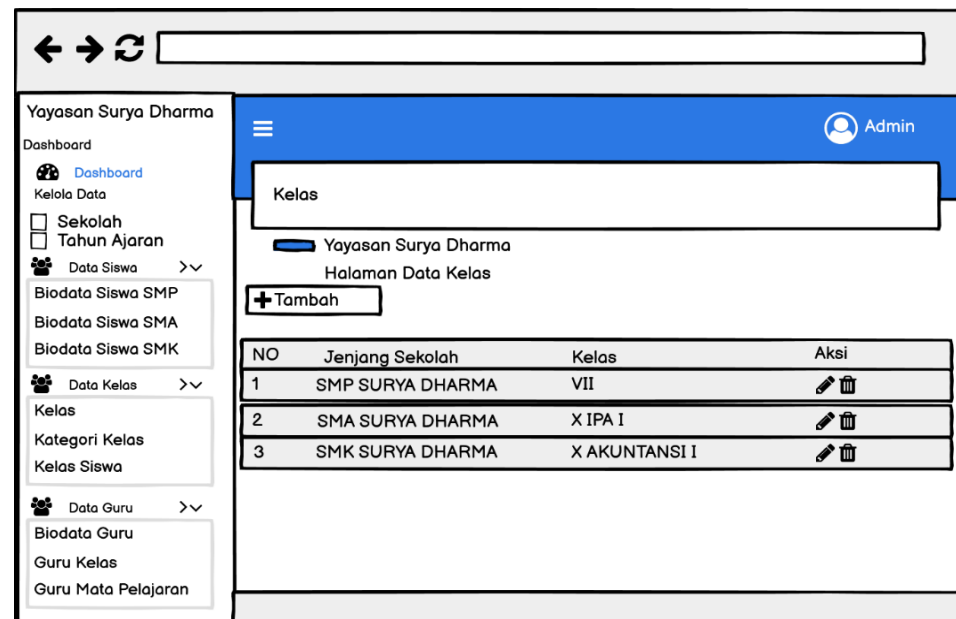 Yayasan Surya Dharma
Dashboard
Dashboard
Kelola Data
Sekolah
Tahun Ajaran
Data Siswa
Biodata Siswa SMP
Biodata Siswa SMA
Biodata Siswa SMK
Data Kelas
Kelas
Kategori Kelas
Kelas Siswa
Data Guru
Biodata Guru
Guru Kelas
Guru Mata Pelajaran
Admin
Kelas
Yayasan Surya Dharma
Halaman Data Kelas
Tambah
NO Jenjang Sekolah Kelas Aksi
1 SMP SURYA DHARMA VII
2 SMA SURYA DHARMA X IPA I
3 SMK SURYA DHARMA X AKUNTANSI I